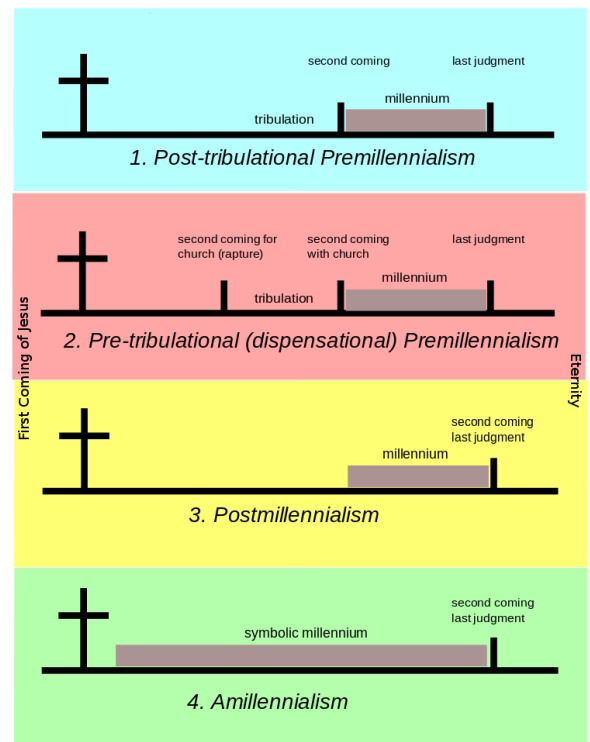 second coming
last judgment
millennium
tribulation
1. Post-tribulational Premillennialism
second coming for
church (rapture)
second coming
with church
last judgment
millennium
tribulation
2. Pre-tribulational (dispensational) Premillennialism
First Coming of Jesus
Eternity
second coming
last judgment
millennium
3. Postmillennialism
second coming
last judgment
symbolic millennium
4. Amillennialism